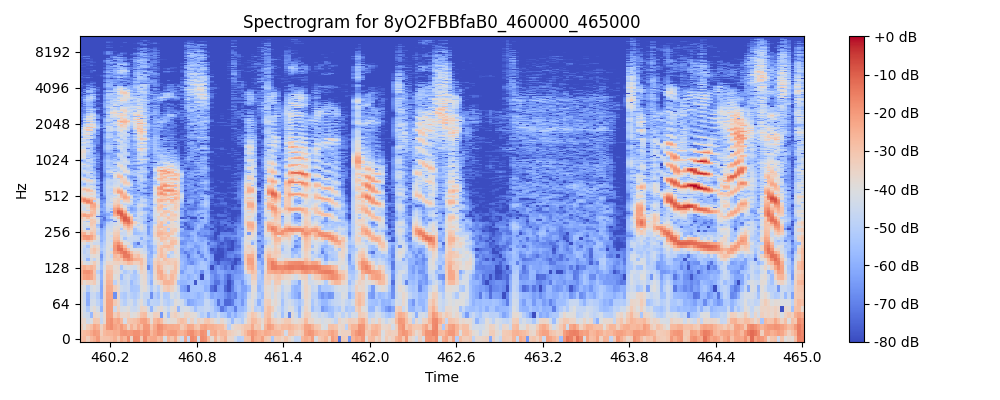 Spectrogram for 8yO2FBBfaB0_460000_465000
8192
4096
2048
1024
512
256
128
64
0
Hz
460.2 460.8 461.4 462.0 462.6 463.2 463.8 464.4 465.0
Time
+0 dB
-10 dB
-20 dB
-30 dB
-40 dB
-50 dB
-60 dB
-70 dB
-80 dB